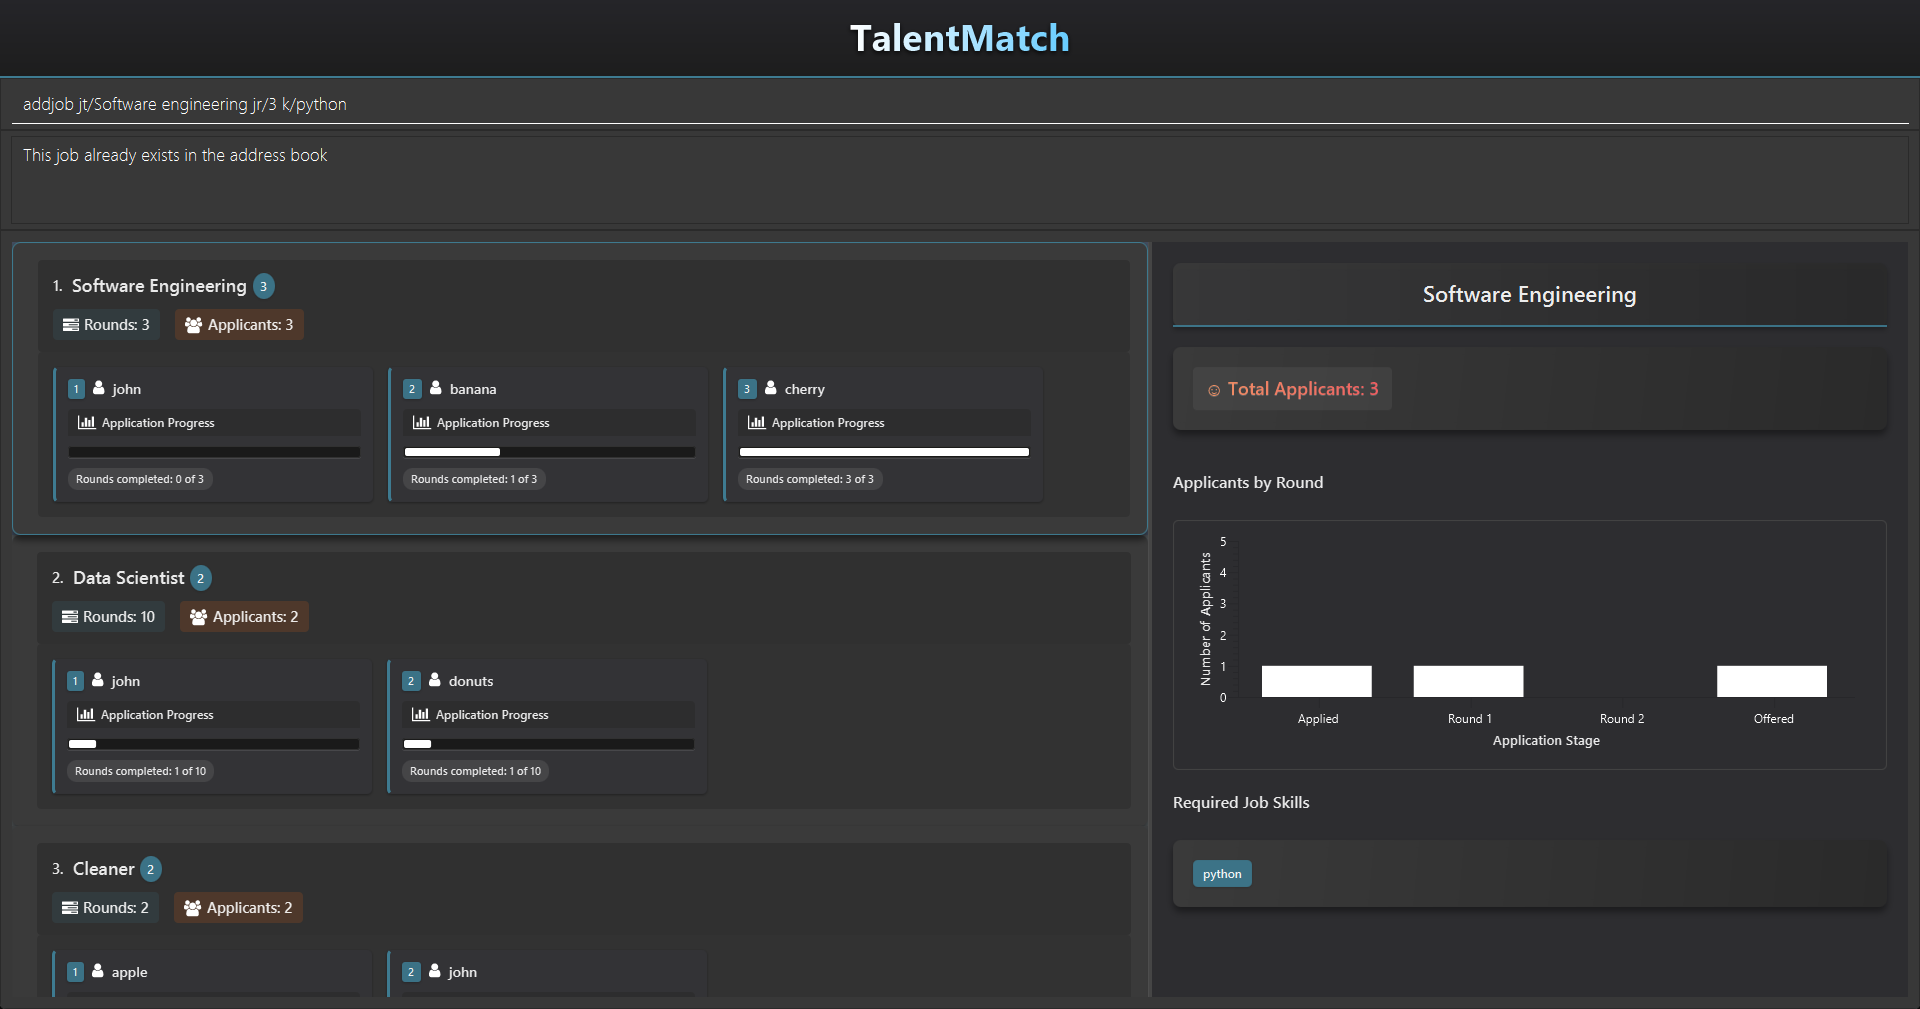 TalentMatch
addjob jt/Software engineering jr/3 k/python
This job already exists in the address book
1. Software Engineering 3
Rounds: 3 Applicants: 3
1 john
Application Progress
Rounds completed: 0 of 3
2 banana
Application Progress
Rounds completed: 1 of 3
3 cherry
Application Progress
Rounds completed: 3 of 3
2. Data Scientist 2
Rounds: 10 Applicants: 2
1 john
Application Progress
Rounds completed: 1 of 10
2 donuts
Application Progress
Rounds completed: 1 of 10
3. Cleaner 2
Rounds: 2 Applicants: 2
1 apple
2 john
Software Engineering
Total Applicants: 3
Applicants by Round
Number of Applicants
5
4
3
2
1
0
Applied Round 1 Round 2 Offered
Application Stage
Required Job Skills
python